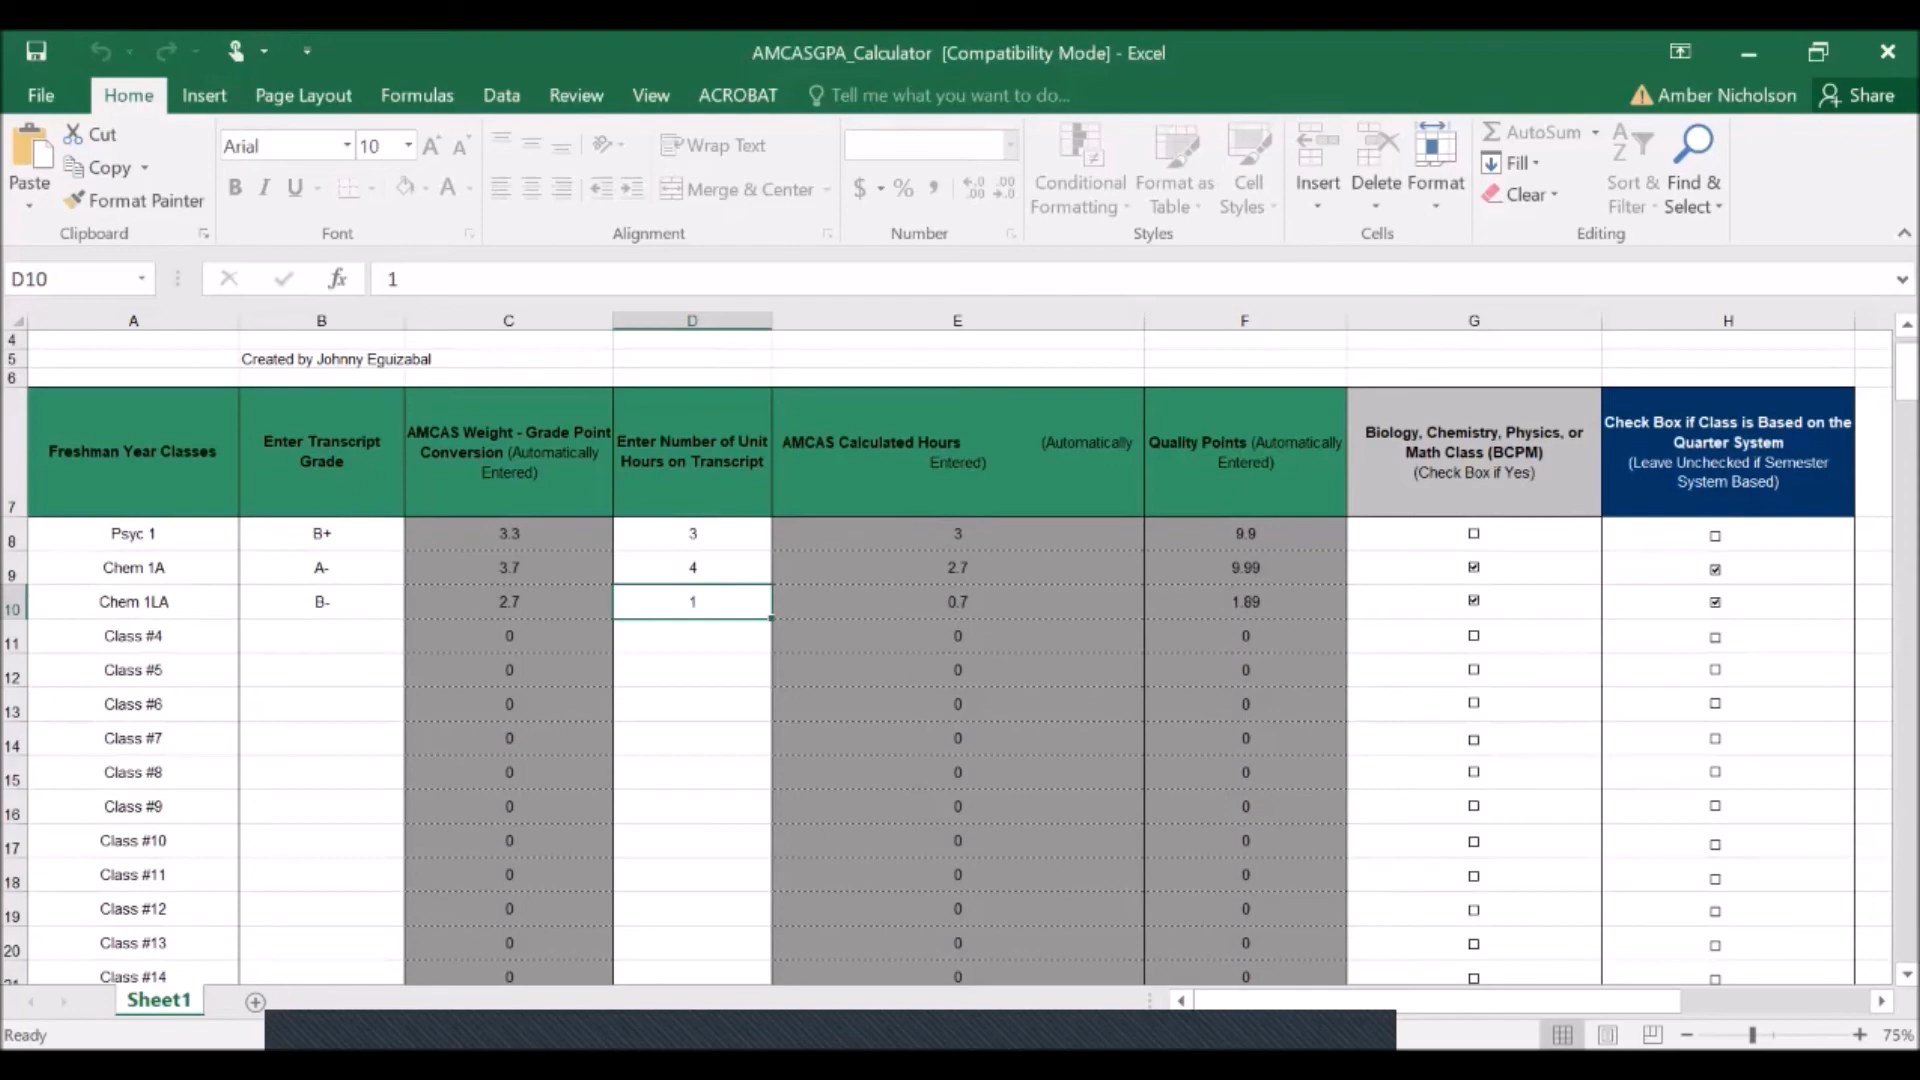 AMCASGPA_Calculator [Compatibility Mode] - Excel
File Home Insert Page Layout Formulas Data Review View ACROBAT Tell me what you want to do... Amber Nicholson Share
Paste Cut Copy Format Painter Clipboard
Arial 10 B I U A Font
Wrap Text Merge & Center Alignment
$ % , Number
Conditional Formatting Format as Table Cell Styles Styles
Insert Delete Format Cells
AutoSum Fill Clear Sort & Filter Find & Select Editing
D10 fx 1
A B C D E F G H
4
5 Created by Johnny Eguizabal
6
7 Freshman Year Classes Enter Transcript Grade AMCAS Weight - Grade Point Conversion (Automatically Entered) Enter Number of Unit Hours on Transcript AMCAS Calculated Hours (Automatically Entered) Quality Points (Automatically Entered) Biology, Chemistry, Physics, or Math Class (BCPM) (Check Box if Yes) Check Box if Class is Based on the Quarter System (Leave Unchecked if Semester System Based)
8 Psyc 1 B+ 3.3 3 3 9.9
9 Chem 1A A- 3.7 4 2.7 9.99
10 Chem 1LA B- 2.7 1 0.7 1.89
11 Class #4 0 0 0
12 Class #5 0 0 0
13 Class #6 0 0 0
14 Class #7 0 0 0
15 Class #8 0 0 0
16 Class #9 0 0 0
17 Class #10 0 0 0
18 Class #11 0 0 0
19 Class #12 0 0 0
20 Class #13 0 0 0
Class #14 0 0 0
Sheet1
Ready 75%